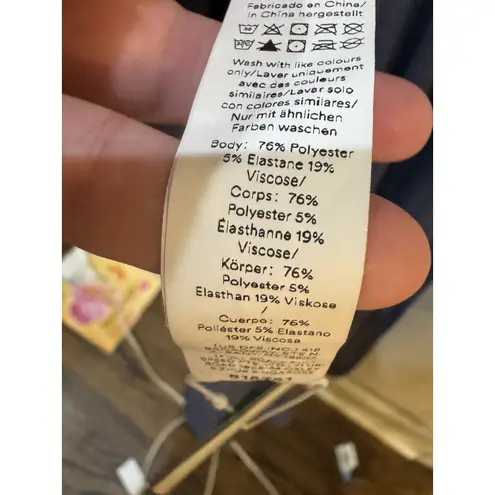 Fabricado en China/
in China hergestellt
Wash with like colours
only/Laver uniquement
avec des couleurs
similaires/Lavar solo
con colores similares/
Nur mit ähnlichen
Farben waschen
Body: 76% Polyester
5% Elastane 19%
Viscose/
Corps: 76%
Polyester 5%
Élasthanne 19%
Viscose/
Körper: 76%
Polyester 5%
Elasthan 19% Viskose
/
Cuerpo: 76%
Poliéster 5% Elastano
19% Viscosa